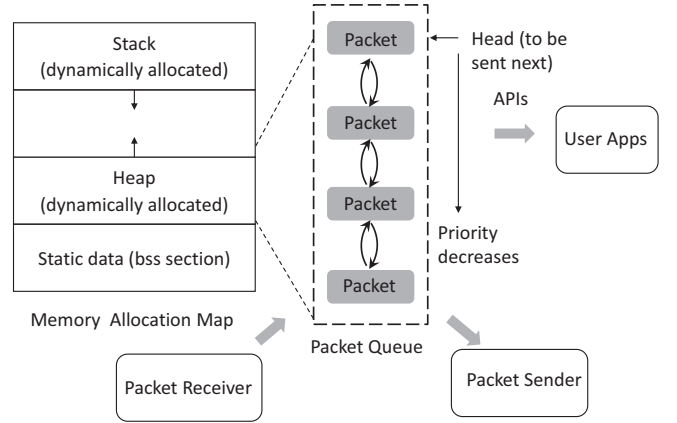 Stack
(dynamically allocated)
Heap
(dynamically allocated)
Static data (bss section)
Memory Allocation Map
Packet
Packet
Packet
Packet
Packet Queue
Head (to be
sent next)
Priority
decreases
APIs
User Apps
Packet Receiver
Packet Sender